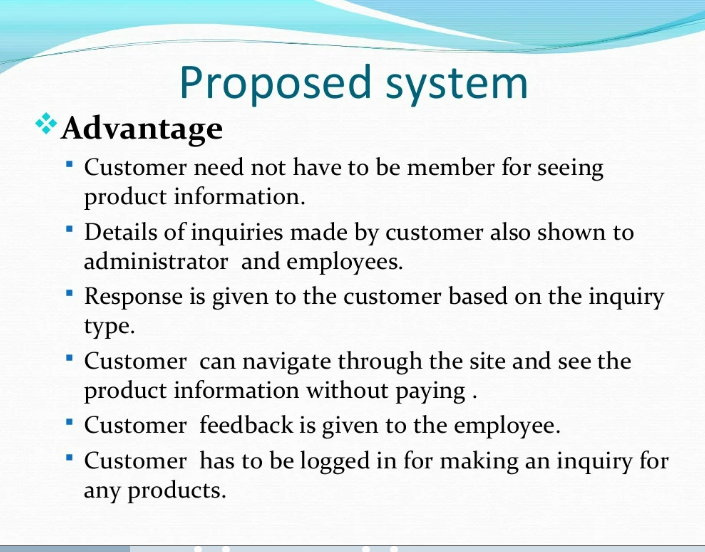 Proposed system
Advantage
Customer need not have to be member for seeing
product information.
Details of inquiries made by customer also shown to
administrator  and employees.
Response is given to the customer based on the inquiry
type.
Customer  can navigate through the site and see the
product information without paying .
Customer  feedback is given to the employee.
Customer  has to be logged in for making an inquiry for
any products.